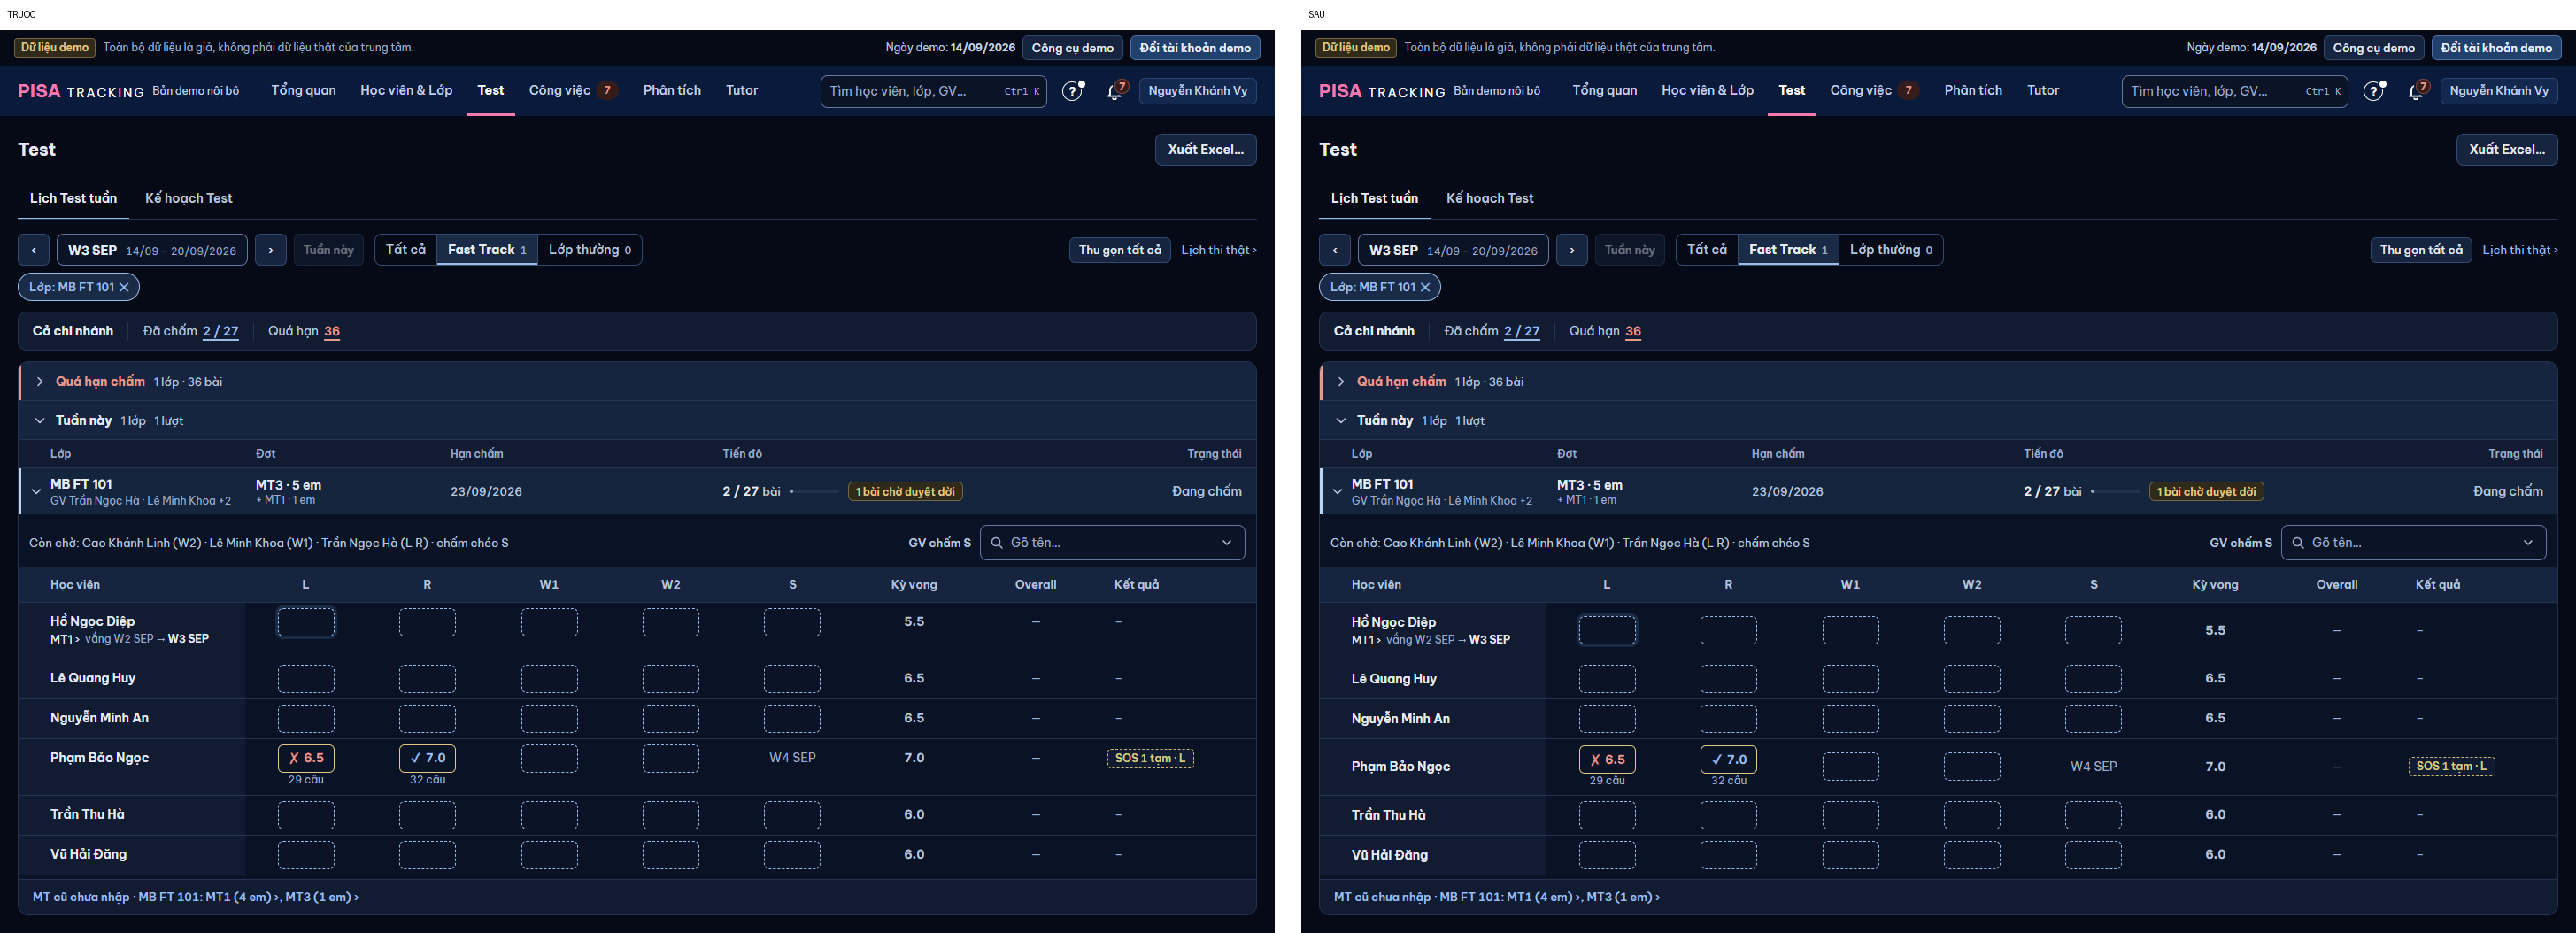 TRUOC
Dữ liệu demo Toàn bộ dữ liệu là giả, không phải dữ liệu thật của trung tâm. Ngày demo: 14/09/2026 Công cụ demo Đổi tài khoản demo
PISA TRACKING Bản demo nội bộ Tổng quan Học viên & Lớp Test Công việc 7 Phân tích Tutor Tìm học viên, lớp, GV... Ctrl K ? 7 Nguyễn Khánh Vy
Test Xuất Excel...
Lịch Test tuần Kế hoạch Test
‹ W3 SEP 14/09 – 20/09/2026 › Tuần này Tất cả Fast Track 1 Lớp thường 0 Thu gọn tất cả Lịch thi thật ›
Lớp: MB FT 101 ✕
Cả chi nhánh Đã chấm 2 / 27 Quá hạn 36
Quá hạn chấm 1 lớp · 36 bài
Tuần này 1 lớp · 1 lượt
Lớp Đợt Hạn chấm Tiến độ Trạng thái
MB FT 101 MT3 · 5 em 23/09/2026 2 / 27 bài 1 bài chờ duyệt dời Đang chấm
GV Trần Ngọc Hà · Lê Minh Khoa +2 + MT1 · 1 em
Còn chờ: Cao Khánh Linh (W2) · Lê Minh Khoa (W1) · Trần Ngọc Hà (L R) · chấm chéo S GV chấm S Gõ tên...
Học viên L R W1 W2 S Kỳ vọng Overall Kết quả
Hồ Ngọc Diệp 5.5 — –
MT1 › vắng W2 SEP → W3 SEP
Lê Quang Huy 6.5 — –
Nguyễn Minh An 6.5 — –
Phạm Bảo Ngọc ✗ 6.5 ✓ 7.0 W4 SEP 7.0 — SOS 1 tạm · L
29 câu 32 câu
Trần Thu Hà 6.0 — –
Vũ Hải Đăng 6.0 — –
MT cũ chưa nhập · MB FT 101: MT1 (4 em) ›, MT3 (1 em) ›
SAU
Dữ liệu demo Toàn bộ dữ liệu là giả, không phải dữ liệu thật của trung tâm. Ngày demo: 14/09/2026 Công cụ demo Đổi tài khoản demo
PISA TRACKING Bản demo nội bộ Tổng quan Học viên & Lớp Test Công việc 7 Phân tích Tutor Tìm học viên, lớp, GV... Ctrl K ? 7 Nguyễn Khánh Vy
Test Xuất Excel...
Lịch Test tuần Kế hoạch Test
‹ W3 SEP 14/09 – 20/09/2026 › Tuần này Tất cả Fast Track 1 Lớp thường 0 Thu gọn tất cả Lịch thi thật ›
Lớp: MB FT 101 ✕
Cả chi nhánh Đã chấm 2 / 27 Quá hạn 36
Quá hạn chấm 1 lớp · 36 bài
Tuần này 1 lớp · 1 lượt
Lớp Đợt Hạn chấm Tiến độ Trạng thái
MB FT 101 MT3 · 5 em 23/09/2026 2 / 27 bài 1 bài chờ duyệt dời Đang chấm
GV Trần Ngọc Hà · Lê Minh Khoa +2 + MT1 · 1 em
Còn chờ: Cao Khánh Linh (W2) · Lê Minh Khoa (W1) · Trần Ngọc Hà (L R) · chấm chéo S GV chấm S Gõ tên...
Học viên L R W1 W2 S Kỳ vọng Overall Kết quả
Hồ Ngọc Diệp 5.5 — –
MT1 › vắng W2 SEP → W3 SEP
Lê Quang Huy 6.5 — –
Nguyễn Minh An 6.5 — –
Phạm Bảo Ngọc ✗ 6.5 ✓ 7.0 W4 SEP 7.0 — SOS 1 tạm · L
29 câu 32 câu
Trần Thu Hà 6.0 — –
Vũ Hải Đăng 6.0 — –
MT cũ chưa nhập · MB FT 101: MT1 (4 em) ›, MT3 (1 em) ›